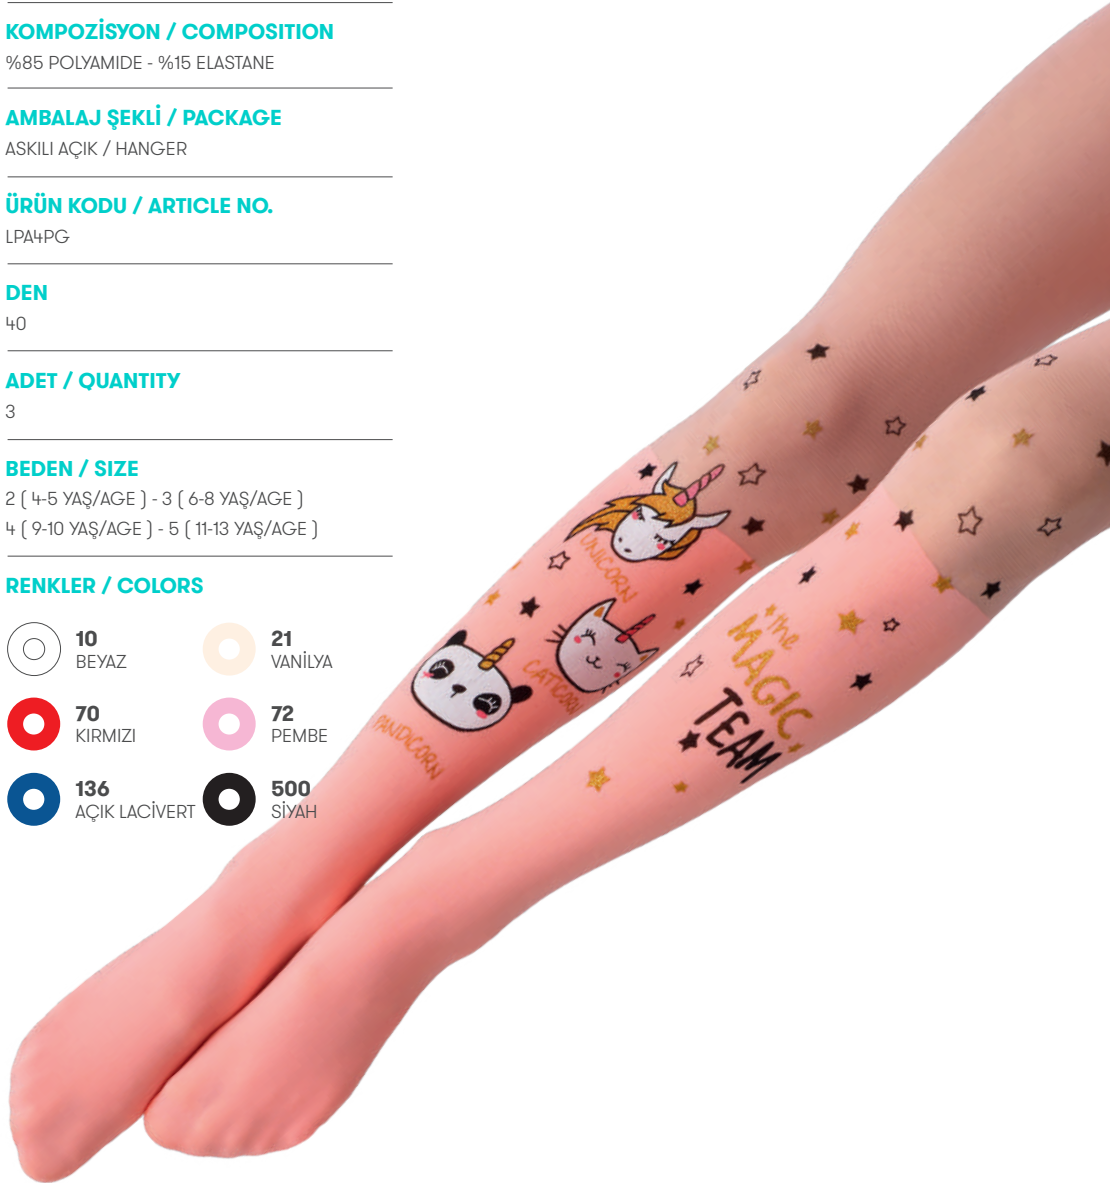 KOMPOZİSYON / COMPOSITION
%85 POLYAMIDE - %15 ELASTANE
AMBALAJ ŞEKLİ / PACKAGE
ASKILI AÇIK / HANGER
ÜRÜN KODU / ARTICLE NO.
LPA4PG
DEN
40
ADET / QUANTITY
3
BEDEN / SIZE
2 ( 4-5 YAŞ/AGE ) - 3 ( 6-8 YAŞ/AGE )
4 ( 9-10 YAŞ/AGE ) - 5 ( 11-13 YAŞ/AGE )
RENKLER / COLORS
10
BEYAZ
21
VANİLYA
70
KIRMIZI
72
PEMBE
136
AÇIK LACİVERT
500
SİYAH
UNICORN
CATICORN
PANDICORN
the
MAGIC
TEAM